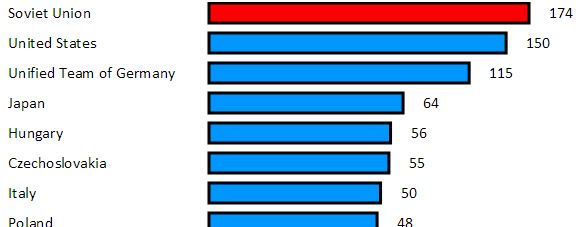 Soviet Union 174
United States 150
Unified Team of Germany 115
Japan 64
Hungary 56
Czechoslovakia 55
Italy 50
Poland 48